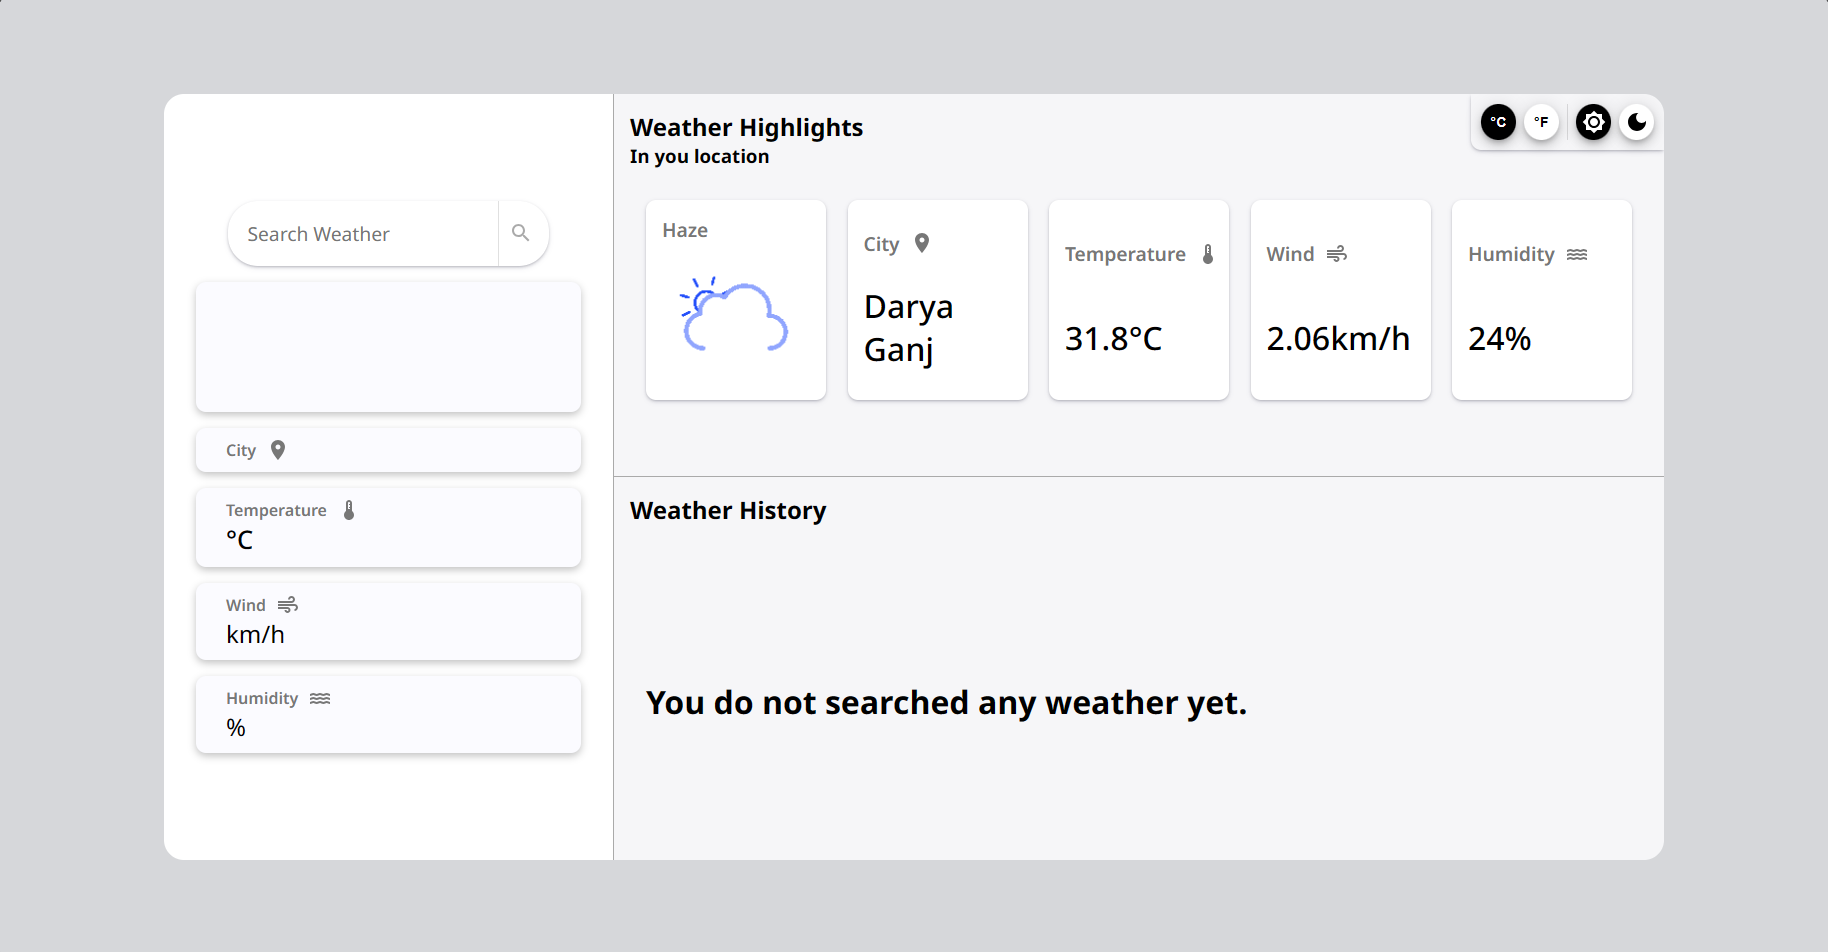 Search Weather
City
Temperature
°C
Wind
km/h
Humidity
%
Weather Highlights
In you location
°C °F
Haze
City
Darya
Ganj
Temperature
31.8°C
Wind
2.06km/h
Humidity
24%
Weather History
You do not searched any weather yet.